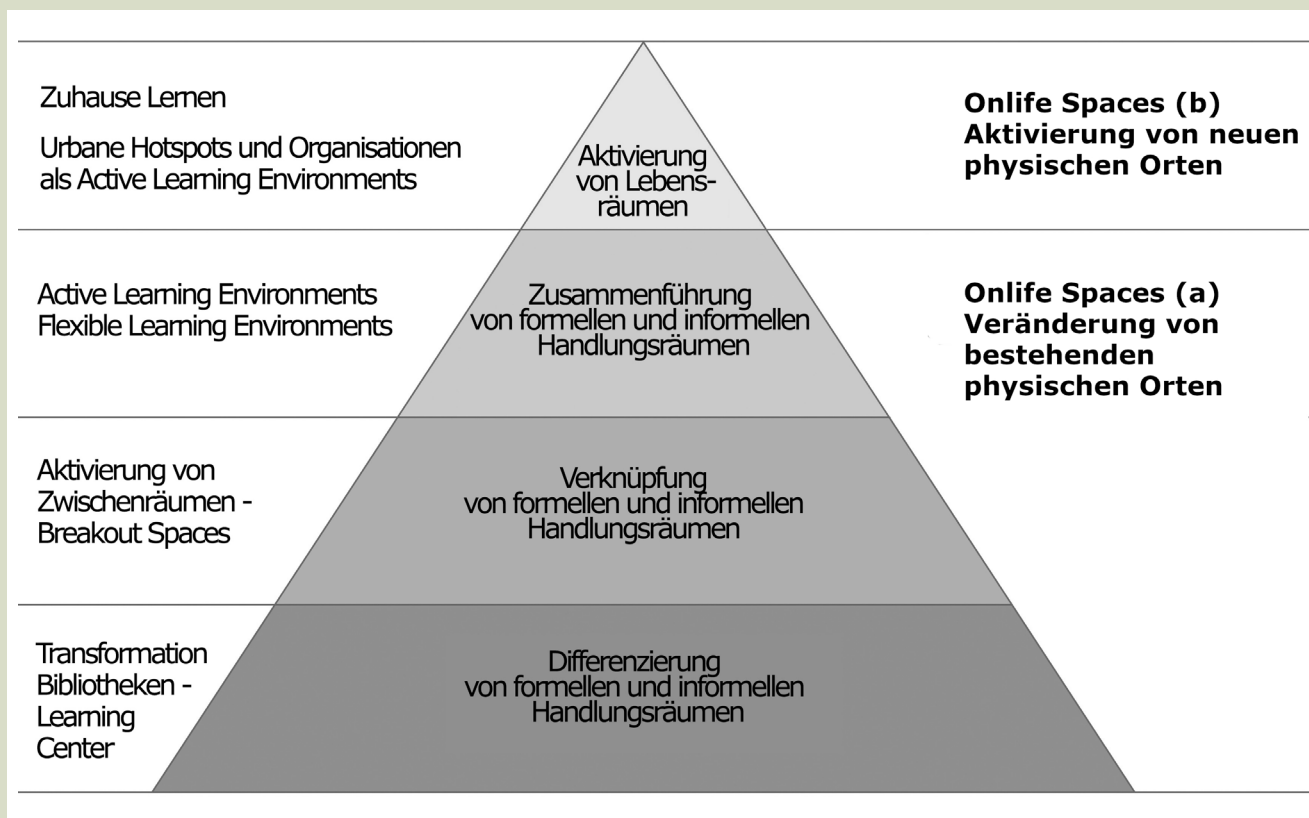 Zuhause Lernen
Urbane Hotspots und Organisationen
als Active Learning Environments
Aktivierung
von Lebens-
räumen
Onlife Spaces (b)
Aktivierung von neuen
physischen Orten
Active Learning Environments
Flexible Learning Environments
Zusammenführung
von formellen und informellen
Handlungsräumen
Onlife Spaces (a)
Veränderung von
bestehenden
physischen Orten
Aktivierung von
Zwischenräumen -
Breakout Spaces
Verknüpfung
von formellen und informellen
Handlungsräumen
Transformation
Bibliotheken -
Learning
Center
Differenzierung
von formellen und informellen
Handlungsräumen